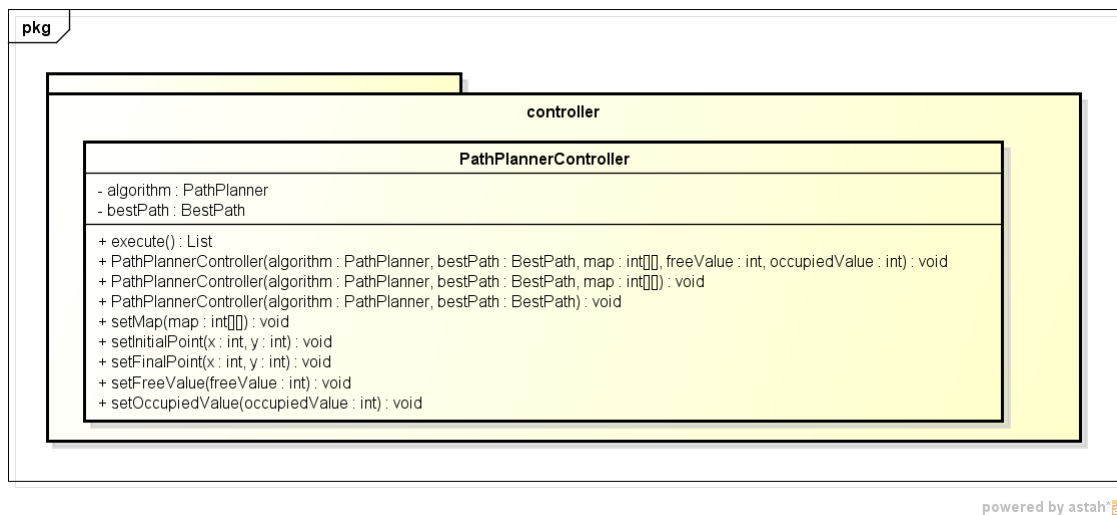 pkg
controller
PathPlannerController
- algorithm : PathPlanner
- bestPath : BestPath
+ execute() : List
+ PathPlannerController(algorithm : PathPlanner, bestPath : BestPath, map : int[][], freeValue : int, occupiedValue : int) : void
+ PathPlannerController(algorithm : PathPlanner, bestPath : BestPath, map : int[][]) : void
+ PathPlannerController(algorithm : PathPlanner, bestPath : BestPath) : void
+ setMap(map : int[][]) : void
+ setInitialPoint(x : int, y : int) : void
+ setFinalPoint(x : int, y : int) : void
+ setFreeValue(freeValue : int) : void
+ setOccupiedValue(occupiedValue : int) : void
powered by astah*